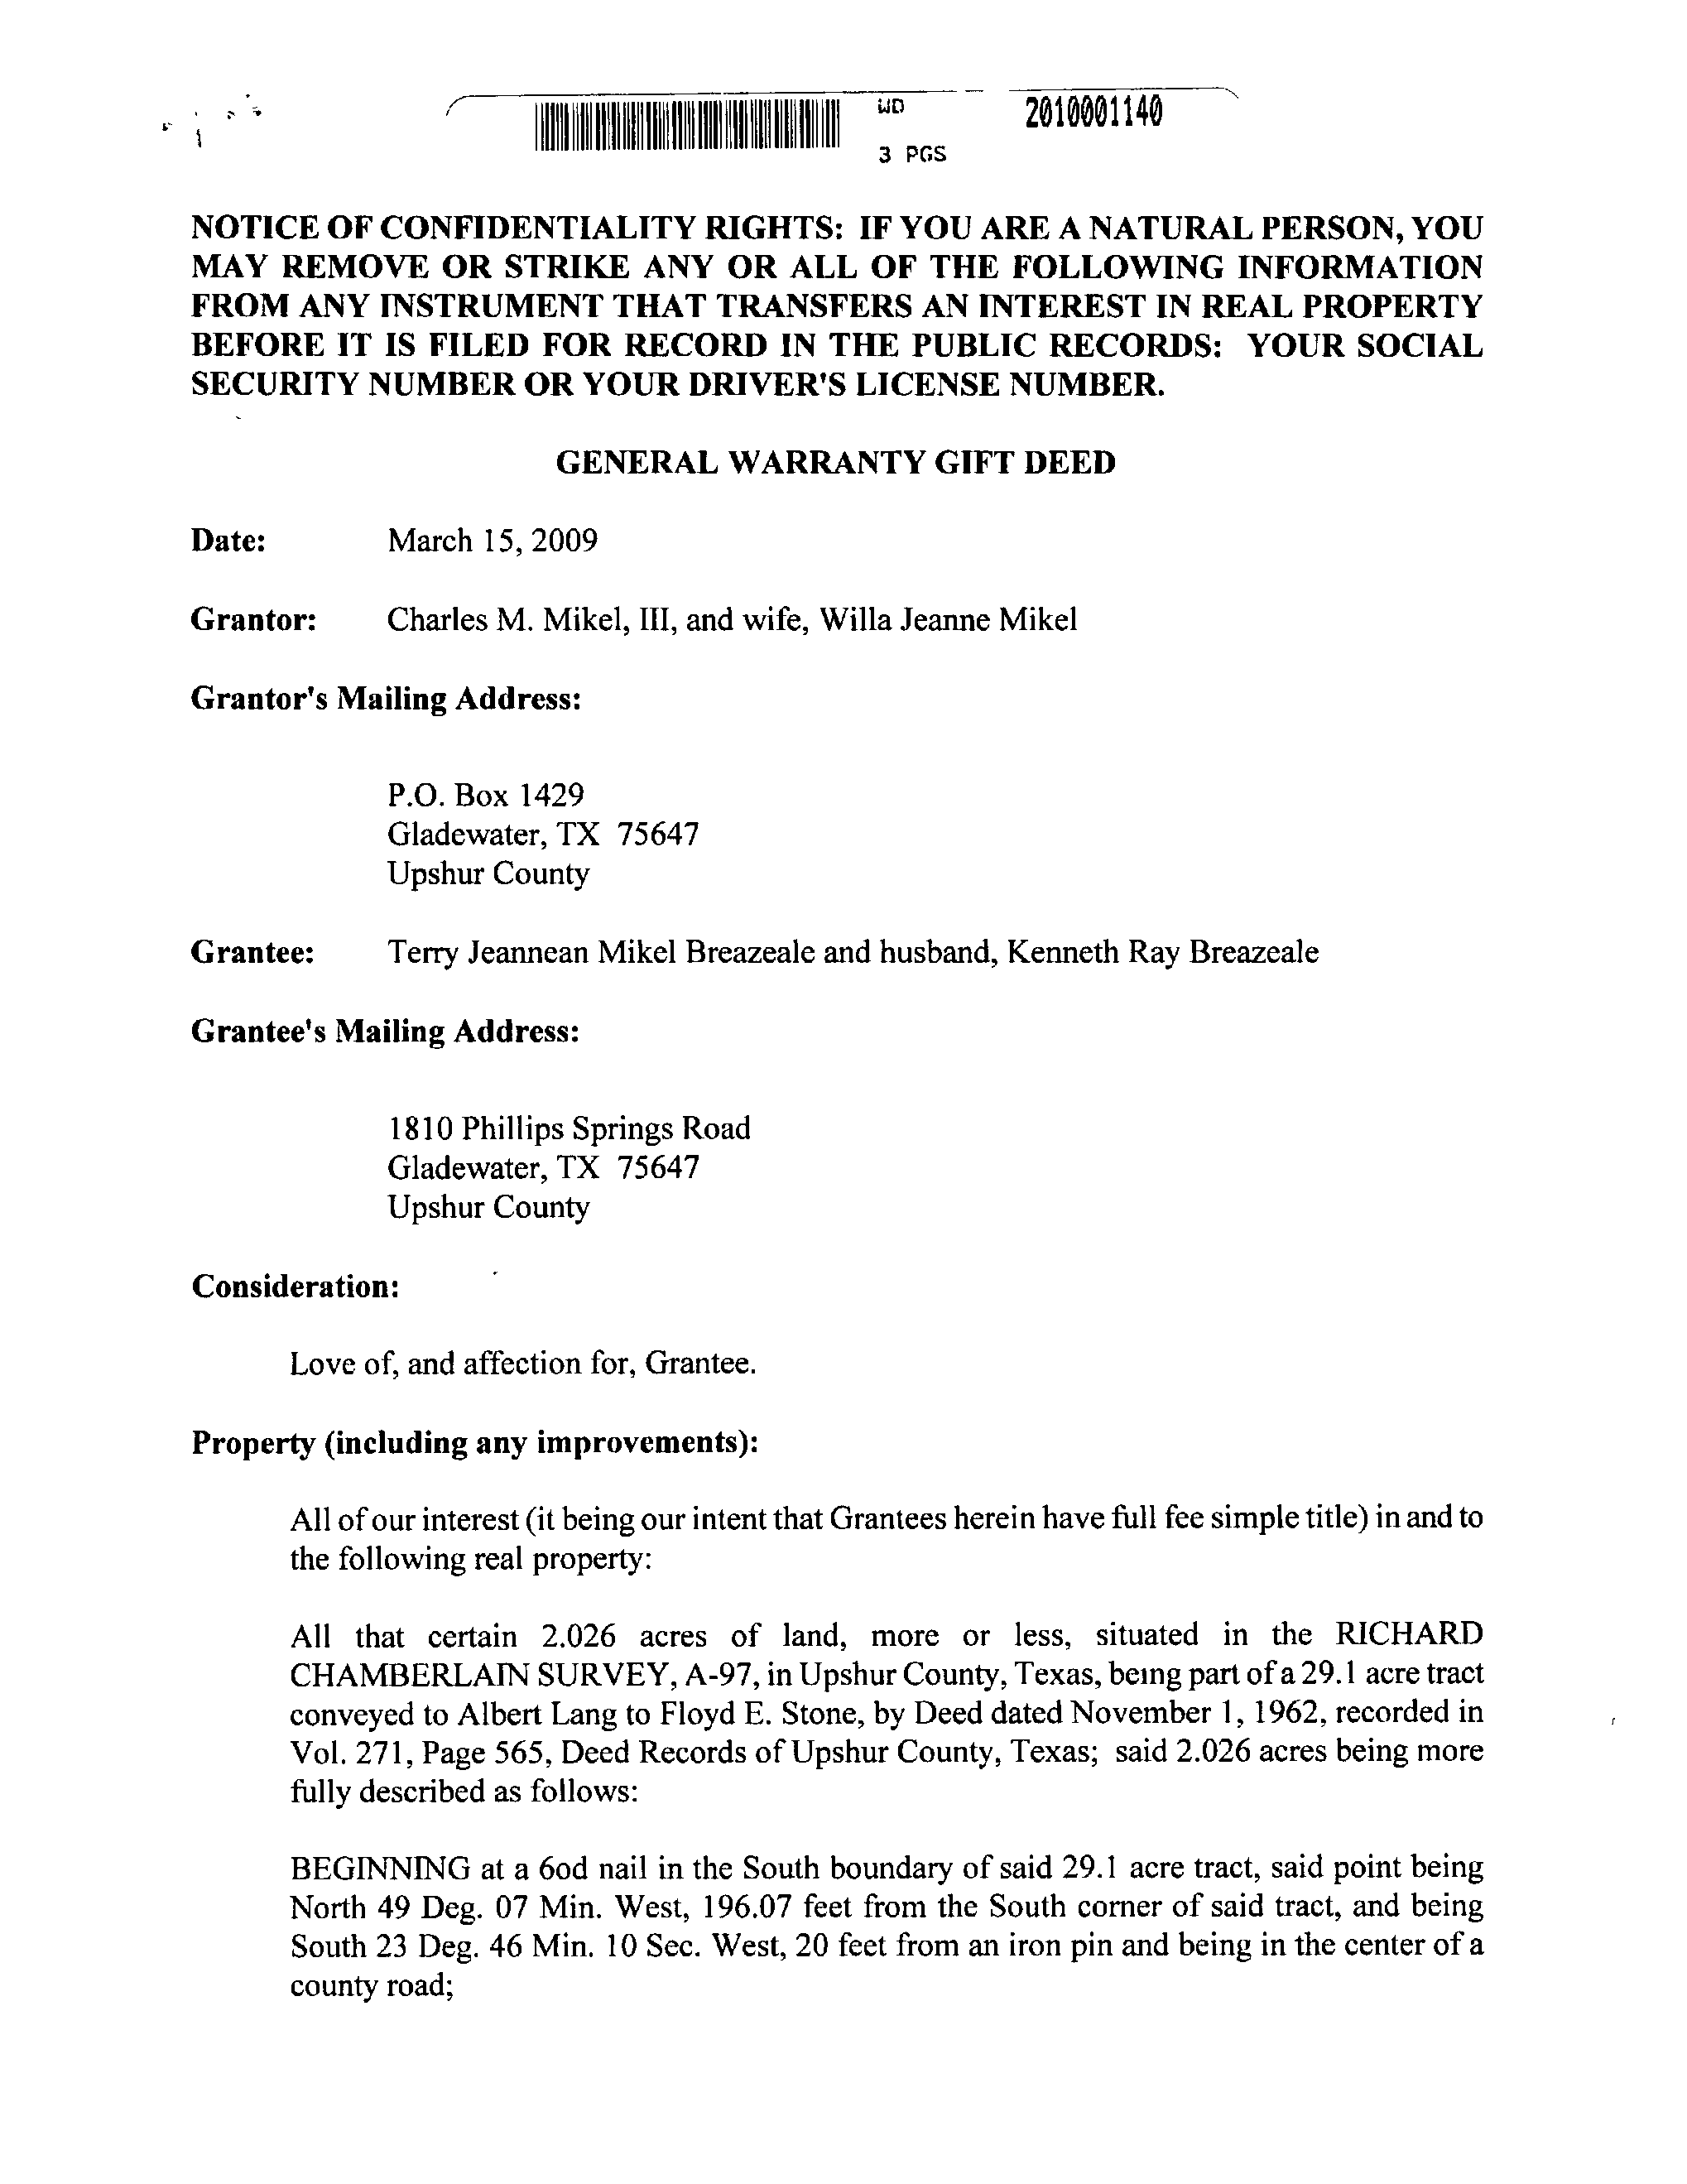 WD 2010001140
3 PGS
NOTICE OF CONFIDENTIALITY RIGHTS: IF YOU ARE A NATURAL PERSON, YOU
MAY REMOVE OR STRIKE ANY OR ALL OF THE FOLLOWING INFORMATION
FROM ANY INSTRUMENT THAT TRANSFERS AN INTEREST IN REAL PROPERTY
BEFORE IT IS FILED FOR RECORD IN THE PUBLIC RECORDS: YOUR SOCIAL
SECURITY NUMBER OR YOUR DRIVER'S LICENSE NUMBER.
GENERAL WARRANTY GIFT DEED
Date: March 15, 2009
Grantor: Charles M. Mikel, III, and wife, Willa Jeanne Mikel
Grantor's Mailing Address:
P.O. Box 1429
Gladewater, TX 75647
Upshur County
Grantee: Terry Jeannean Mikel Breazeale and husband, Kenneth Ray Breazeale
Grantee's Mailing Address:
1810 Phillips Springs Road
Gladewater, TX 75647
Upshur County
Consideration:
Love of, and affection for, Grantee.
Property (including any improvements):
All of our interest (it being our intent that Grantees herein have full fee simple title) in and to
the following real property:
All that certain 2.026 acres of land, more or less, situated in the RICHARD
CHAMBERLAIN SURVEY, A-97, in Upshur County, Texas, being part of a 29.1 acre tract
conveyed to Albert Lang to Floyd E. Stone, by Deed dated November 1, 1962, recorded in
Vol. 271, Page 565, Deed Records of Upshur County, Texas; said 2.026 acres being more
fully described as follows:
BEGINNING at a 6od nail in the South boundary of said 29.1 acre tract, said point being
North 49 Deg. 07 Min. West, 196.07 feet from the South corner of said tract, and being
South 23 Deg. 46 Min. 10 Sec. West, 20 feet from an iron pin and being in the center of a
county road;